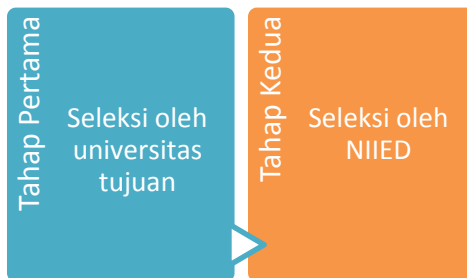 Tahap Pertama
Seleksi oleh
universitas
tujuan
Tahap Kedua
Seleksi oleh
NIIED